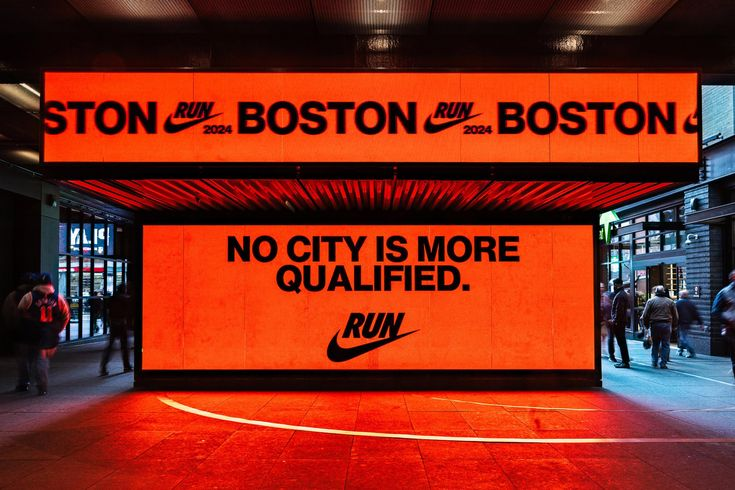 STON RUN 2024 BOSTON RUN 2024 BOSTON
NO CITY IS MORE
QUALIFIED.
RUN